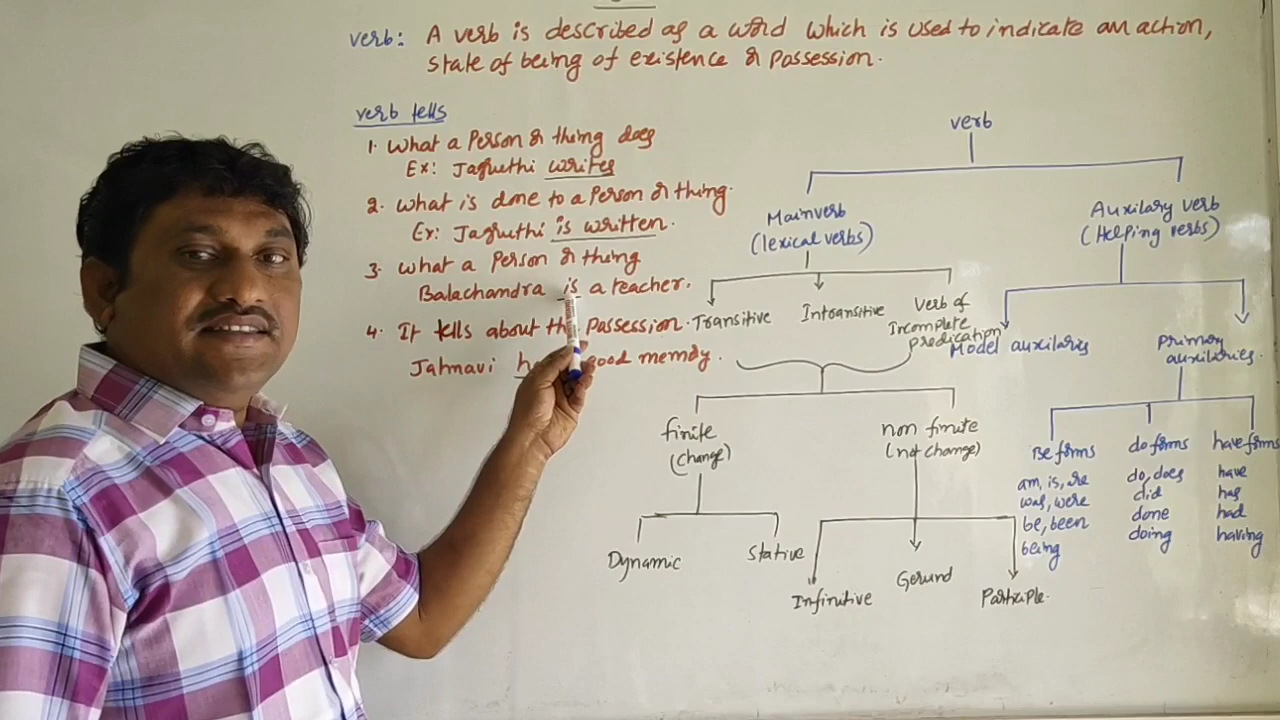 verb: A verb is described as a word which is used to indicate an action,
state of being of existence & Possession.
verb tells
1. What a Person & thing does
Ex: Jagruthi writes
2. What is done to a Person & thing.
Ex: Jagruthi is written.
3. What a Person & thing
Balachandra is a teacher.
4. It tells about the Possession.
Jahnavi good memory.
verb
Mainverb
(lexical verbs)
Auxilary verb
(Helping verbs)
Transitive
Intransitive
Verb of
Incomplete
predication
Model auxilarys
Primary
auxilaries.
finite
(change)
non finite
(not change)
Dynamic
Stative
Infinitive
Gerund
Participle.
Be forms
am, is, are
was, were
be, been
being
do forms
do, does
did
done
doing
have forms
have
has
had
having